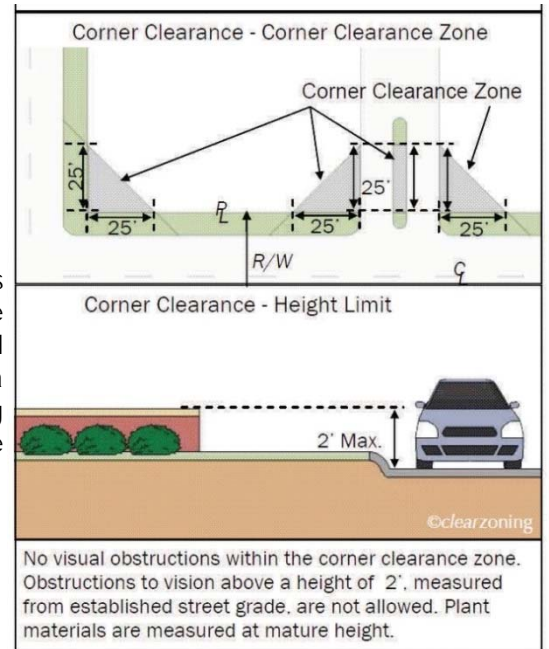 Corner Clearance - Corner Clearance Zone
Corner Clearance Zone
25'
25'
25'
25'
25'
PL
R/W
CL
Corner Clearance - Height Limit
2' Max.
©clearzoning
No visual obstructions within the corner clearance zone.
Obstructions to vision above a height of 2', measured
from established street grade, are not allowed. Plant
materials are measured at mature height.